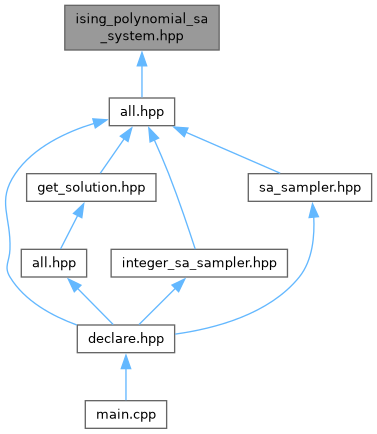 ising_polynomial_sa
_system.hpp
all.hpp
get_solution.hpp
sa_sampler.hpp
all.hpp
integer_sa_sampler.hpp
declare.hpp
main.cpp